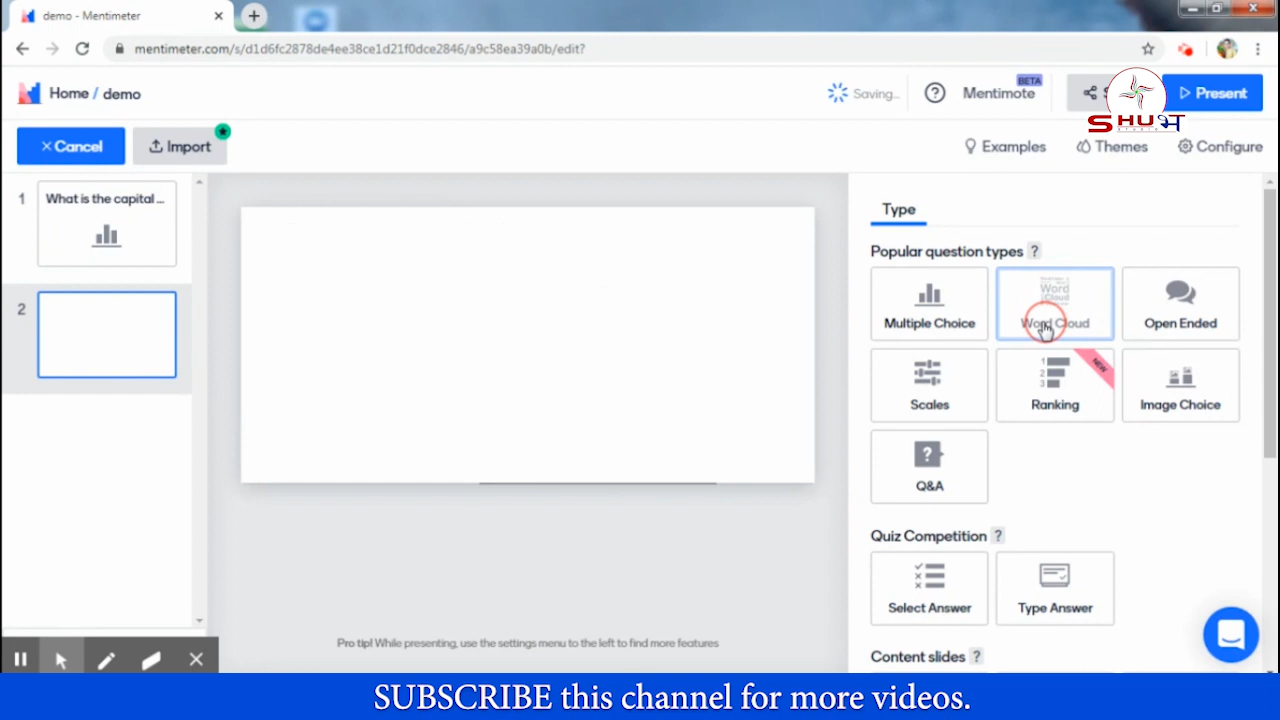 demo - Mentimeter
mentimeter.com/s/d1d6fc2878de4ee38ce1d21f0dce2846/a9c58ea39a0b/edit?
Home / demo
Saving...
Mentimote
BETA
Present
SHUभ
STUDIO
Cancel
Import
Examples
Themes
Configure
1
What is the capital ...
2
Type
Popular question types ?
Multiple Choice
Word Cloud
Open Ended
Scales
Ranking
NEW
Image Choice
Q&A
Quiz Competition ?
Select Answer
Type Answer
Content slides ?
Pro tip! While presenting, use the settings menu to the left to find more features
SUBSCRIBE this channel for more videos.